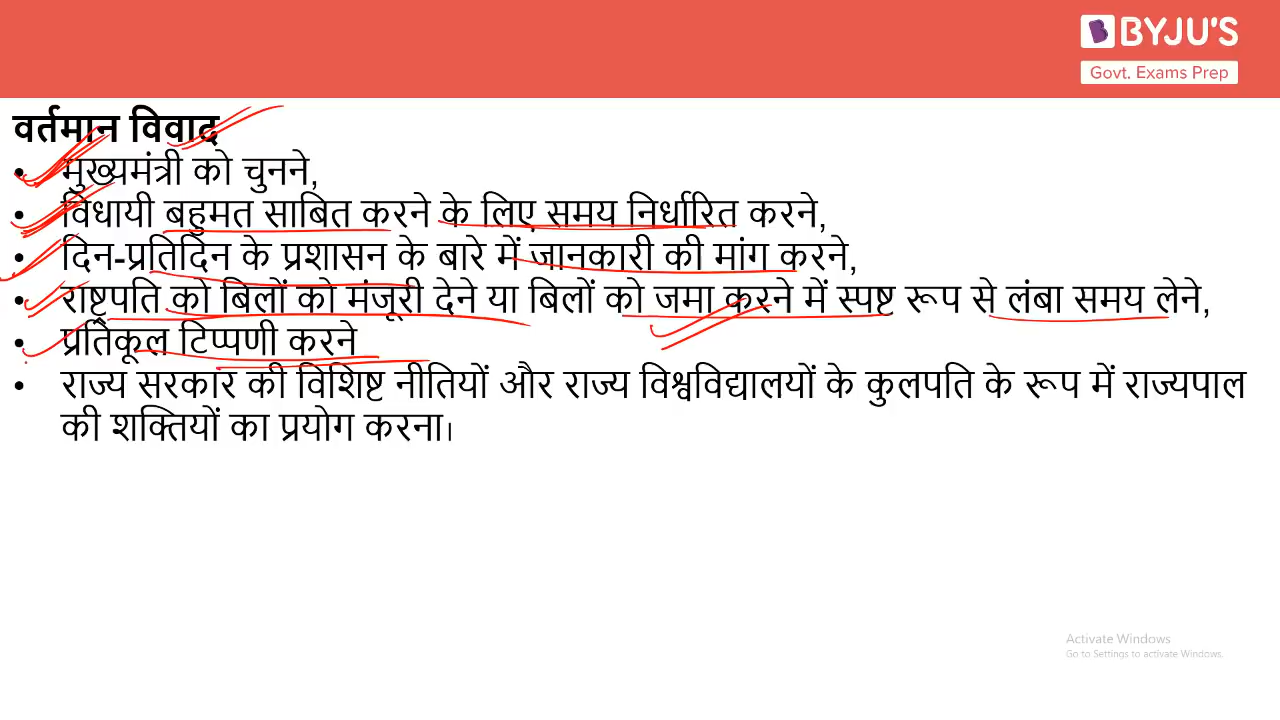 BYJU'S
Govt. Exams Prep
वर्तमान विवाद
• मुख्यमंत्री को चुनने,
• विधायी बहुमत साबित करने के लिए समय निर्धारित करने,
• दिन-प्रतिदिन के प्रशासन के बारे में जानकारी की मांग करने,
• राष्ट्रपति को बिलों को मंजूरी देने या बिलों को जमा करने में स्पष्ट रूप से लंबा समय लेने,
• प्रतिकूल टिप्पणी करने
• राज्य सरकार की विशिष्ट नीतियों और राज्य विश्वविद्यालयों के कुलपति के रूप में राज्यपाल
की शक्तियों का प्रयोग करना।
Activate Windows
Go to Settings to activate Windows.